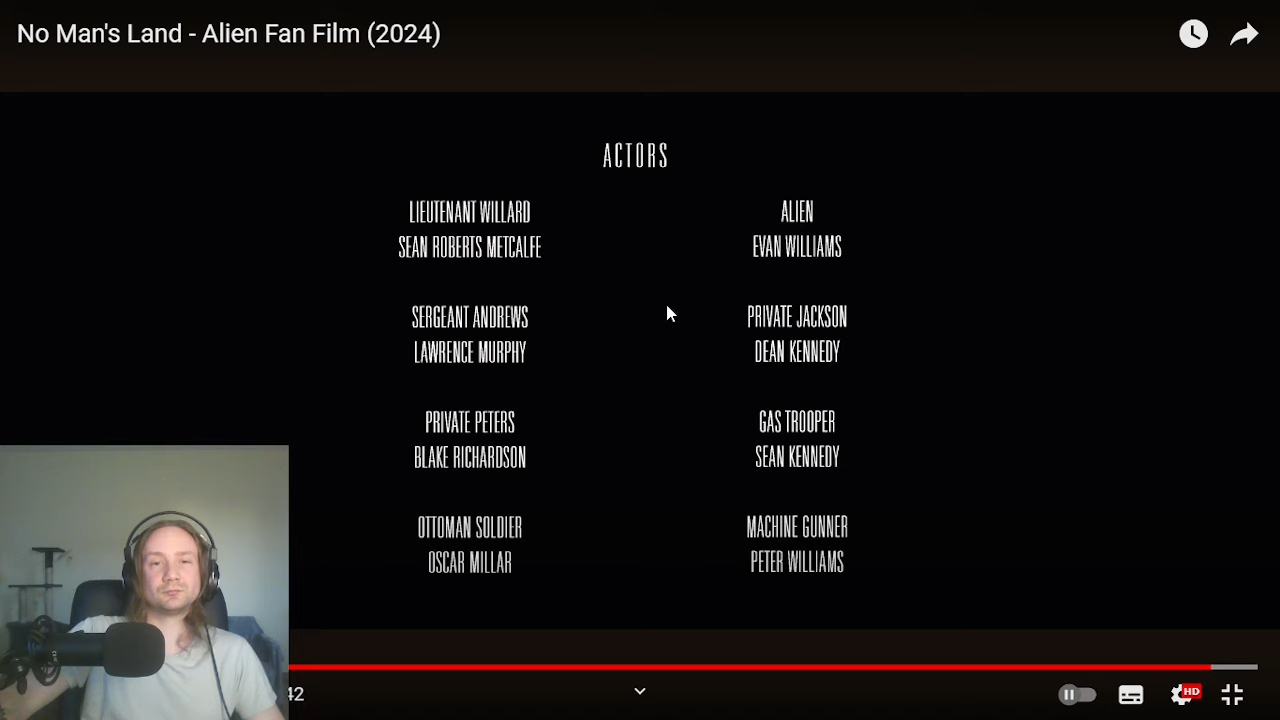 No Man's Land - Alien Fan Film (2024)
ACTORS
LIEUTENANT WILLARD
SEAN ROBERTS METCALFE
SERGEANT ANDREWS
LAWRENCE MURPHY
PRIVATE PETERS
BLAKE RICHARDSON
OTTOMAN SOLDIER
OSCAR MILLAR
ALIEN
EVAN WILLIAMS
PRIVATE JACKSON
DEAN KENNEDY
GAS TROOPER
SEAN KENNEDY
MACHINE GUNNER
PETER WILLIAMS
42
HD